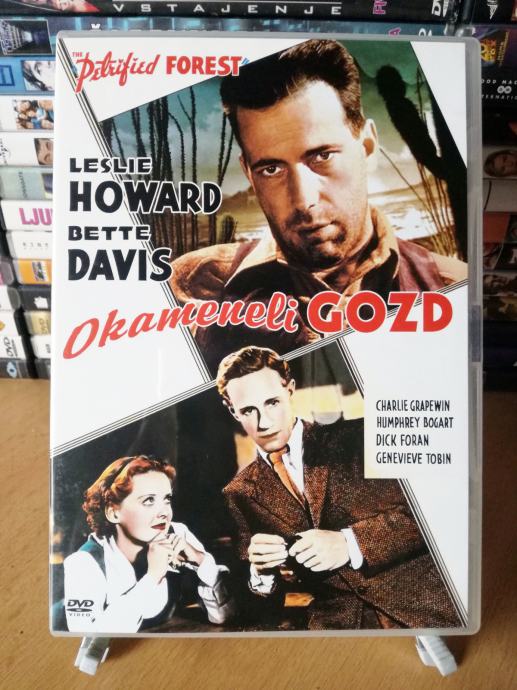 VSTAJENJE
THE
Petrified FOREST
LESLIE
HOWARD
BETTE
DAVIS
Okameneli GOZD
CHARLIE GRAPEWIN
HUMPHREY BOGART
DICK FORAN
GENEVIEVE TOBIN
DVD
VIDEO